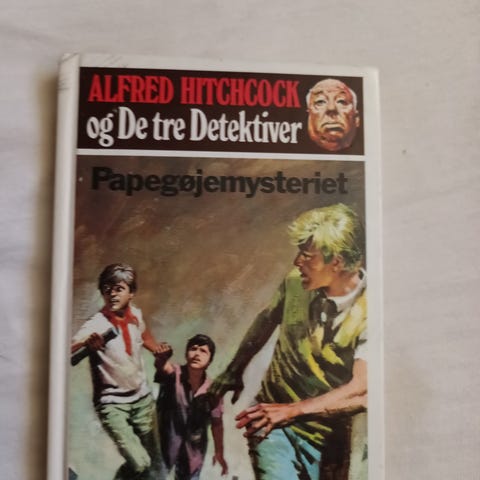 ALFRED HITCHCOCK
og De tre Detektiver
Papegøjemysteriet